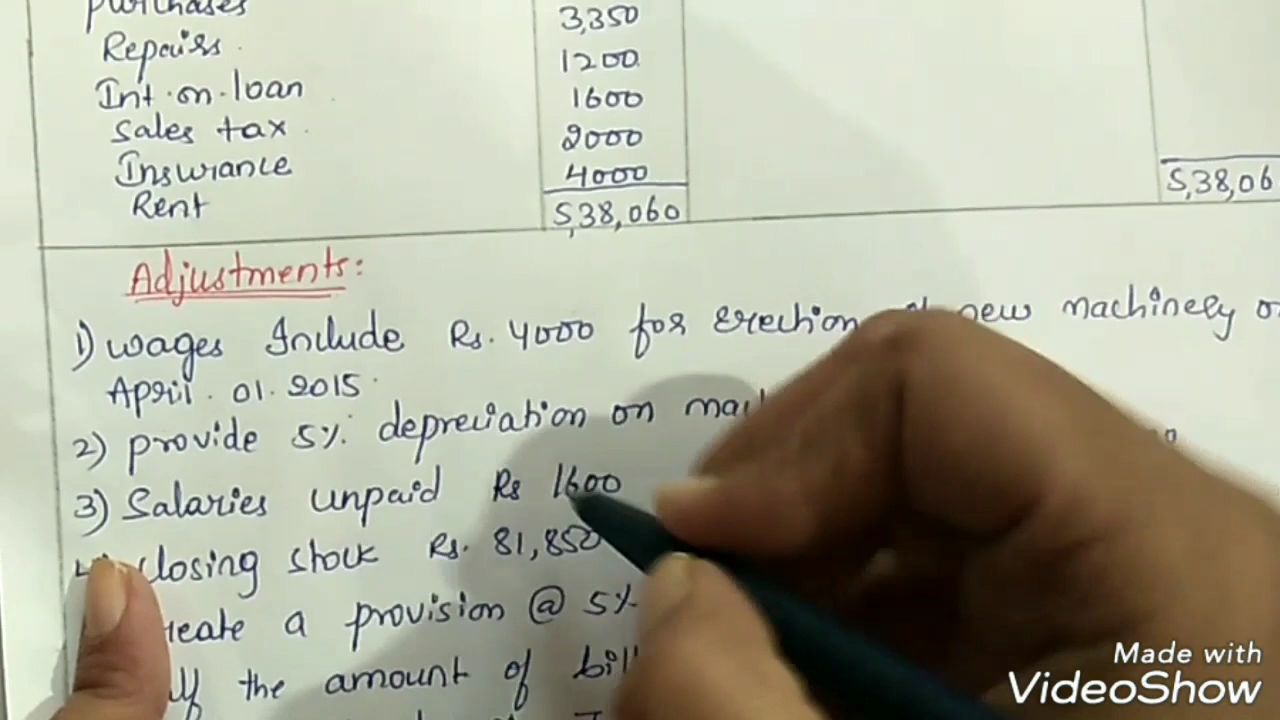 purchases 3,350
Repairs 1200
Int. on. loan 1600
Sales tax 2000
Insurance 4000
Rent 5,38,060 5,38,06
Adjustments:
1) wages Include Rs. 4000 for erection new machinery
April. 01. 2015
2) provide 5% depreciation on
3) Salaries unpaid Rs 1600
closing stock Rs. 81,850
a provision @ 5%
the amount of
Made with
VideoShow